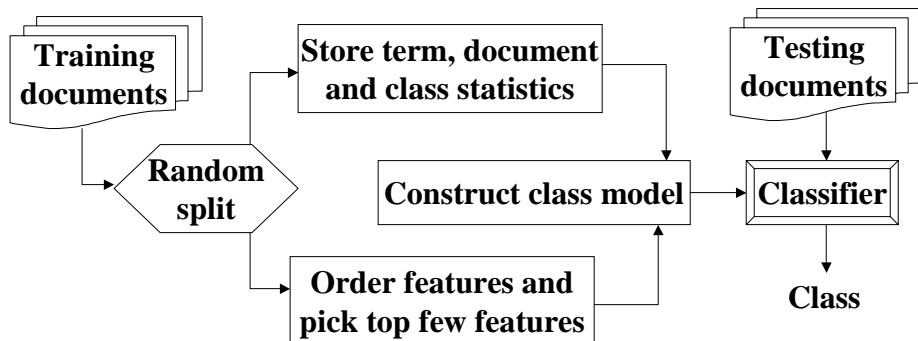 Training
documents
Random
split
Store term, document
and class statistics
Order features and
pick top few features
Construct class model
Testing
documents
Classifier
Class